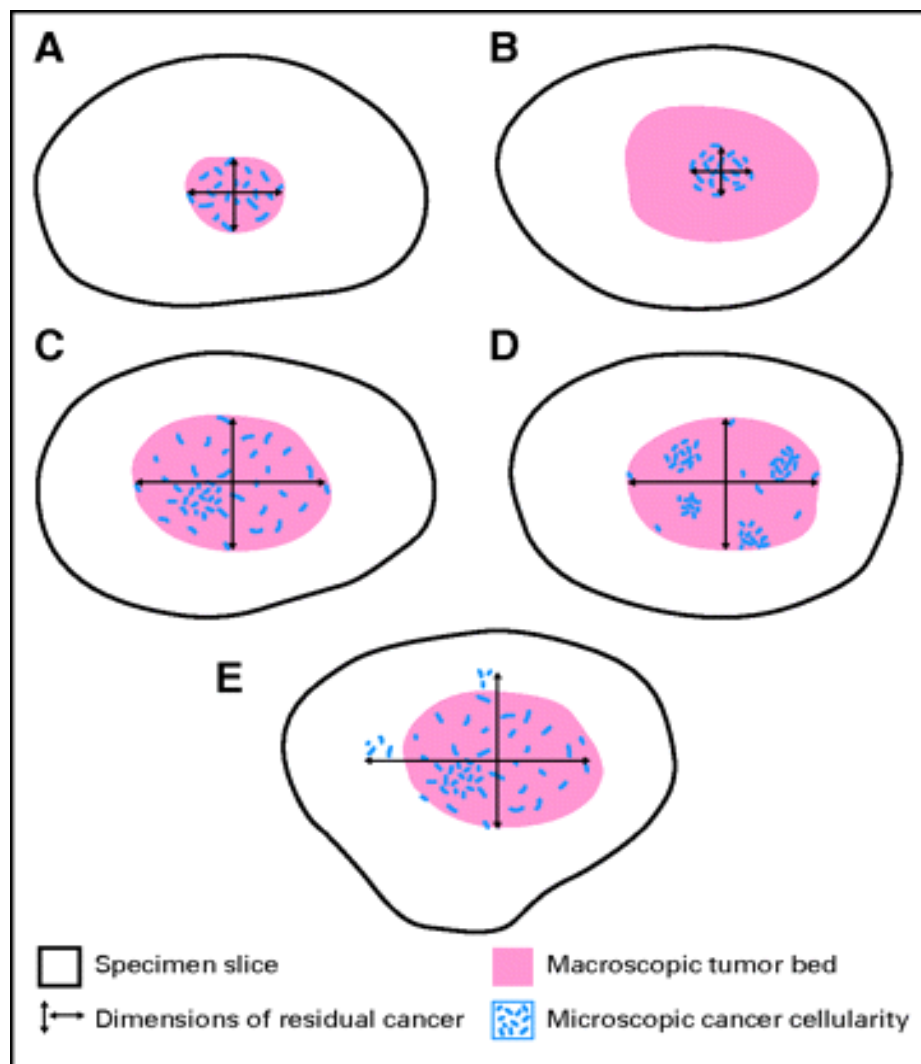 A
B
C
D
E
Specimen slice
Macroscopic tumor bed
Dimensions of residual cancer
Microscopic cancer cellularity